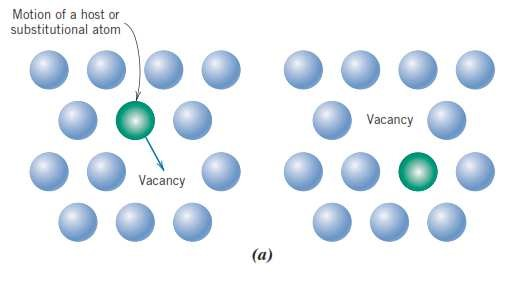 Motion of a host or
substitutional atom
Vacancy
Vacancy
(a)